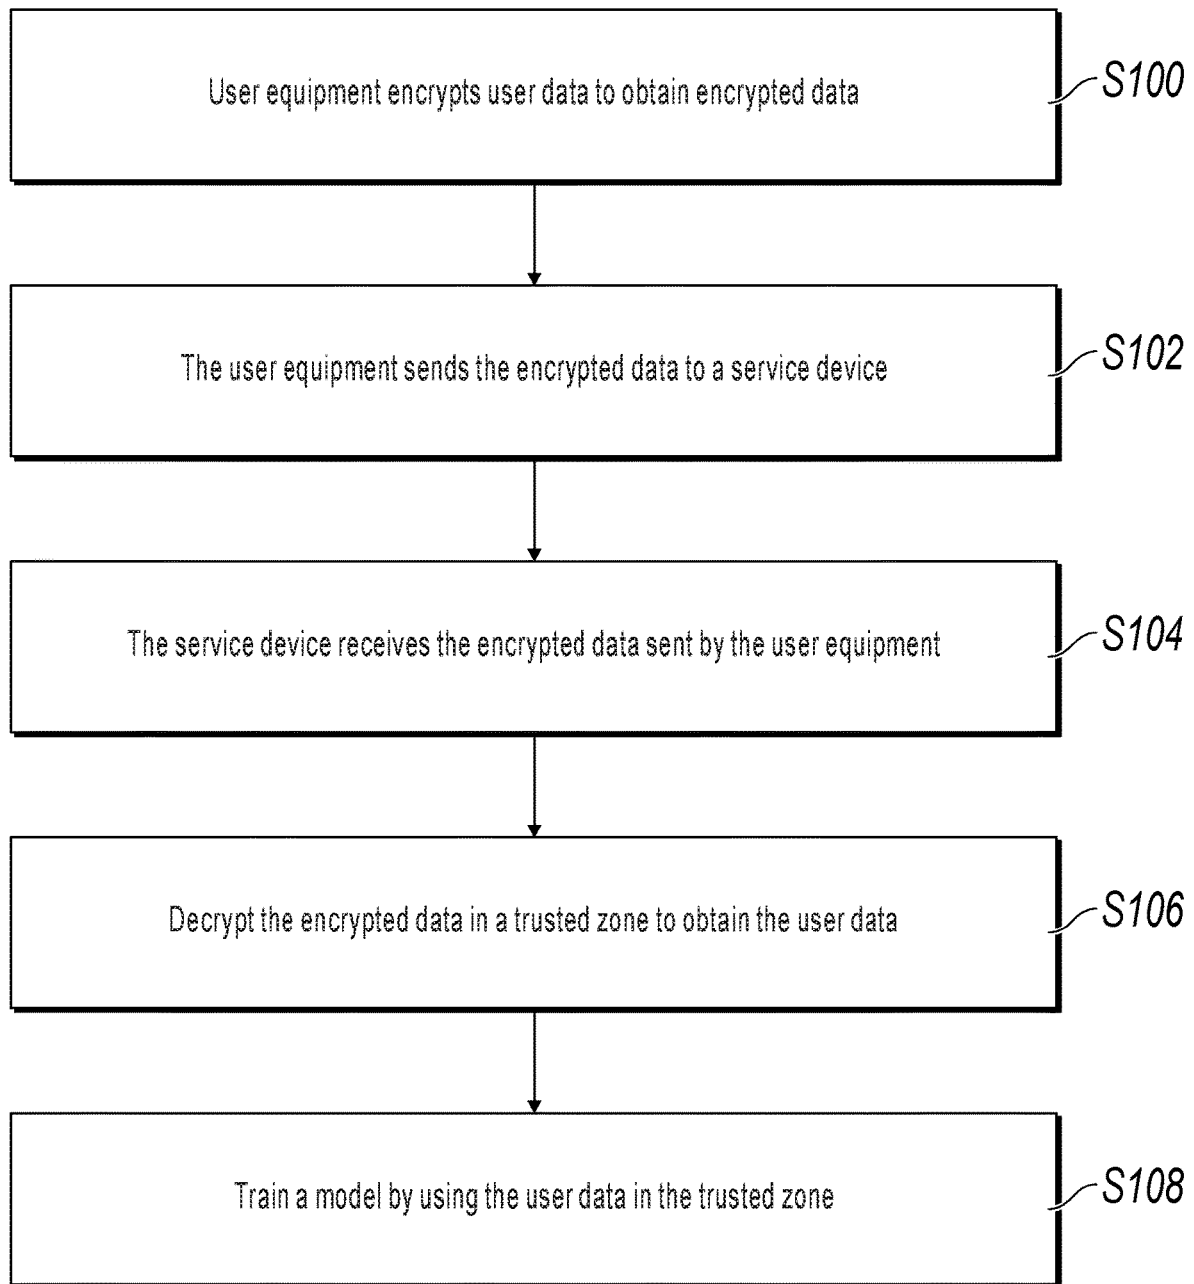 User equipment encrypts user data to obtain encrypted data
S100
The user equipment sends the encrypted data to a service device
S102
The service device receives the encrypted data sent by the user equipment
S104
Decrypt the encrypted data in a trusted zone to obtain the user data
S106
Train a model by using the user data in the trusted zone
S108